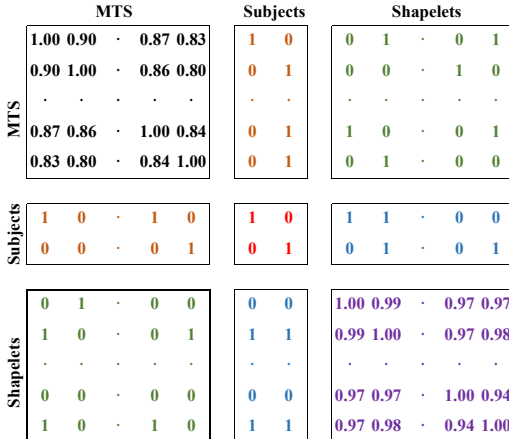 MTS Subjects Shapelets
1.00 0.90 · 0.87 0.83 1 0 0 1 · 0 1
0.90 1.00 · 0.86 0.80 0 1 0 0 · 1 0
· · · · · · · · · · · ·
0.87 0.86 · 1.00 0.84 0 1 1 0 · 0 1
0.83 0.80 · 0.84 1.00 0 1 0 1 · 0 0
MTS
1 0 · 1 0 1 0 1 1 · 0 0
0 0 · 0 1 0 1 0 1 · 0 1
Subjects
0 1 · 0 0 0 0 1.00 0.99 · 0.97 0.97
1 0 · 0 1 1 1 0.99 1.00 · 0.97 0.98
· · · · · · · · · · · ·
0 0 · 0 0 0 0 0.97 0.97 · 1.00 0.94
1 0 · 1 0 1 1 0.97 0.98 · 0.94 1.00
Shapelets